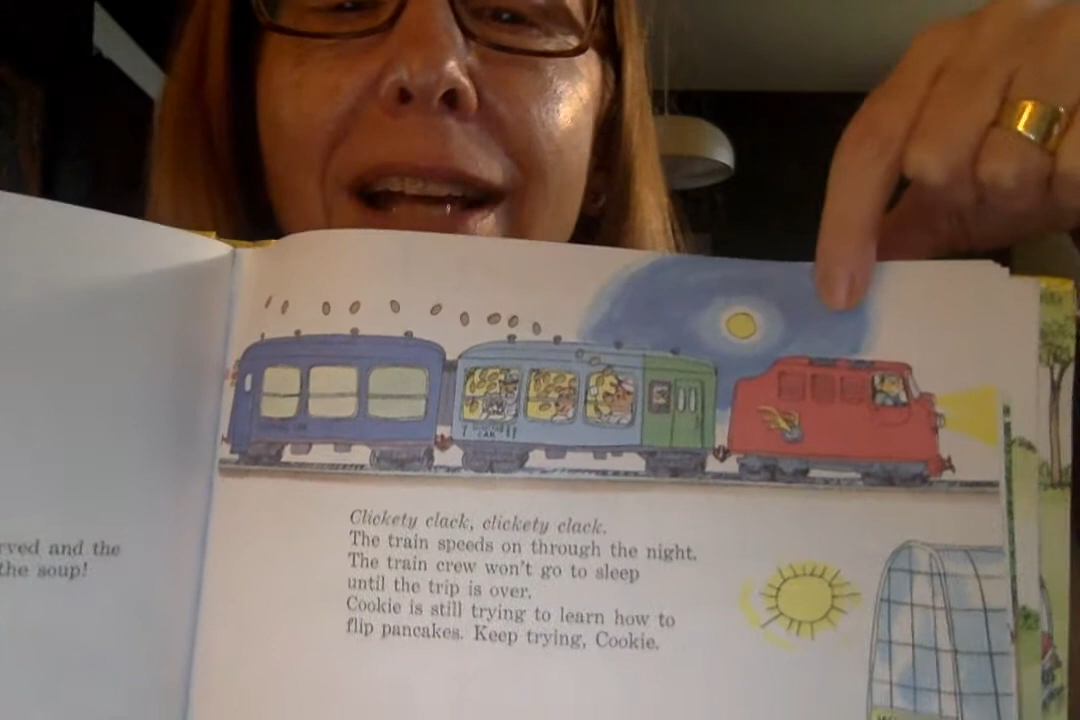 rved and the
the soup!
Clickety clack, clickety clack.
The train speeds on through the night.
The train crew won't go to sleep
until the trip is over.
Cookie is still trying to learn how to
flip pancakes. Keep trying, Cookie.